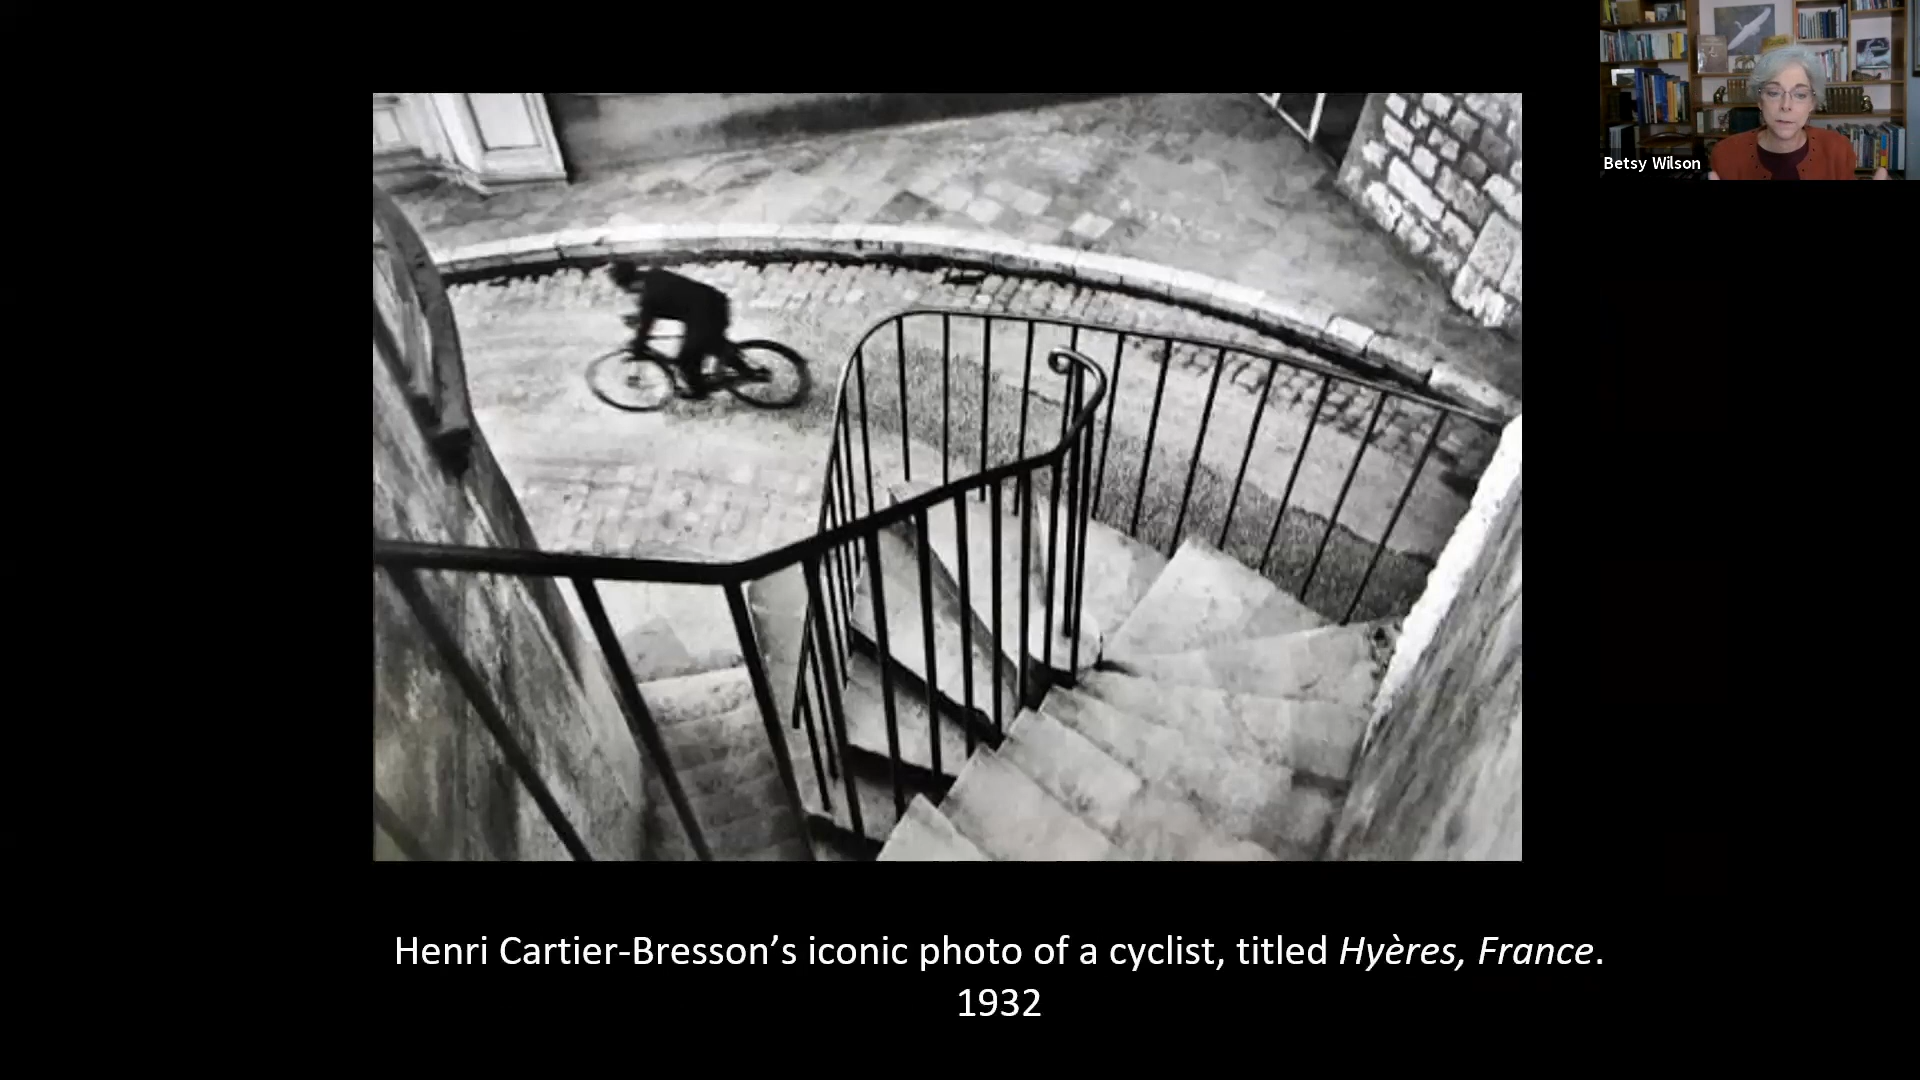 Betsy Wilson
Henri Cartier-Bresson’s iconic photo of a cyclist, titled Hyères, France.
1932